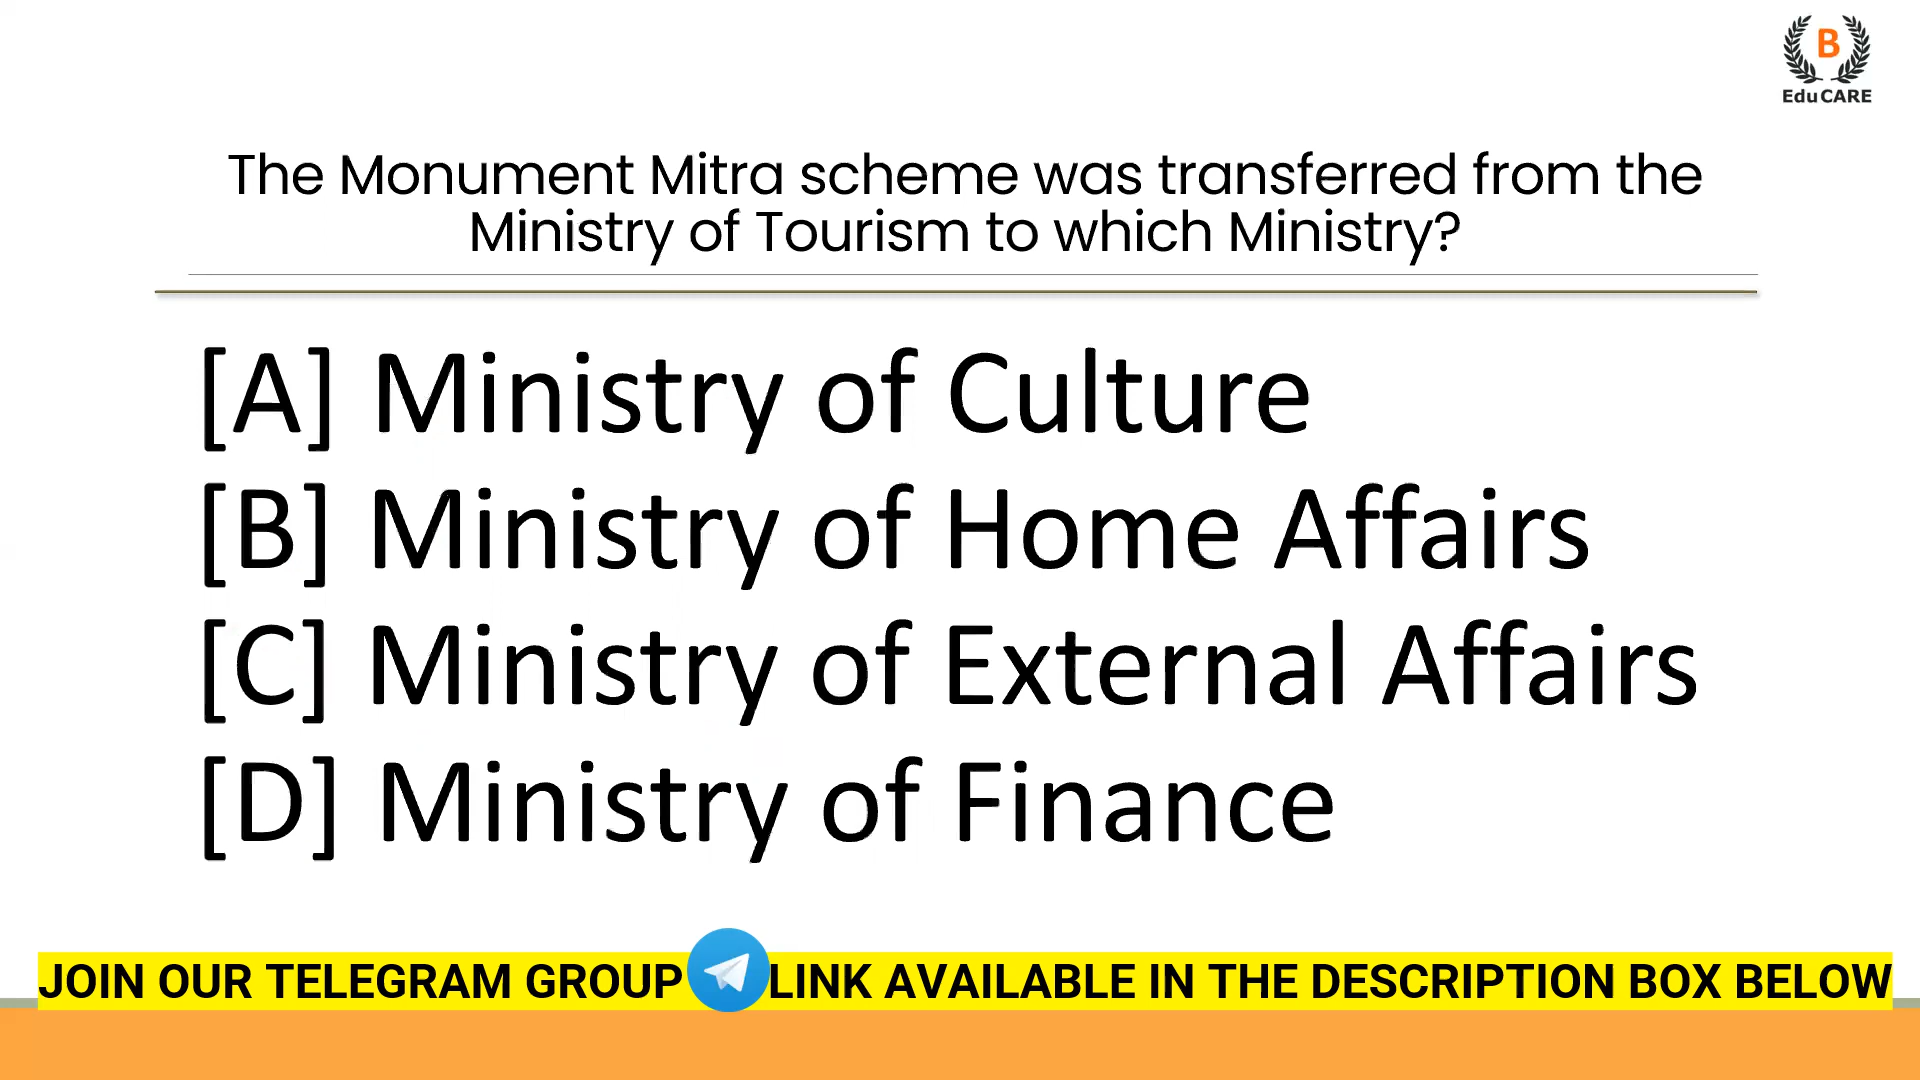 B
EduCARE
The Monument Mitra scheme was transferred from the
Ministry of Tourism to which Ministry?
[A] Ministry of Culture
[B] Ministry of Home Affairs
[C] Ministry of External Affairs
[D] Ministry of Finance
JOIN OUR TELEGRAM GROUP LINK AVAILABLE IN THE DESCRIPTION BOX BELOW